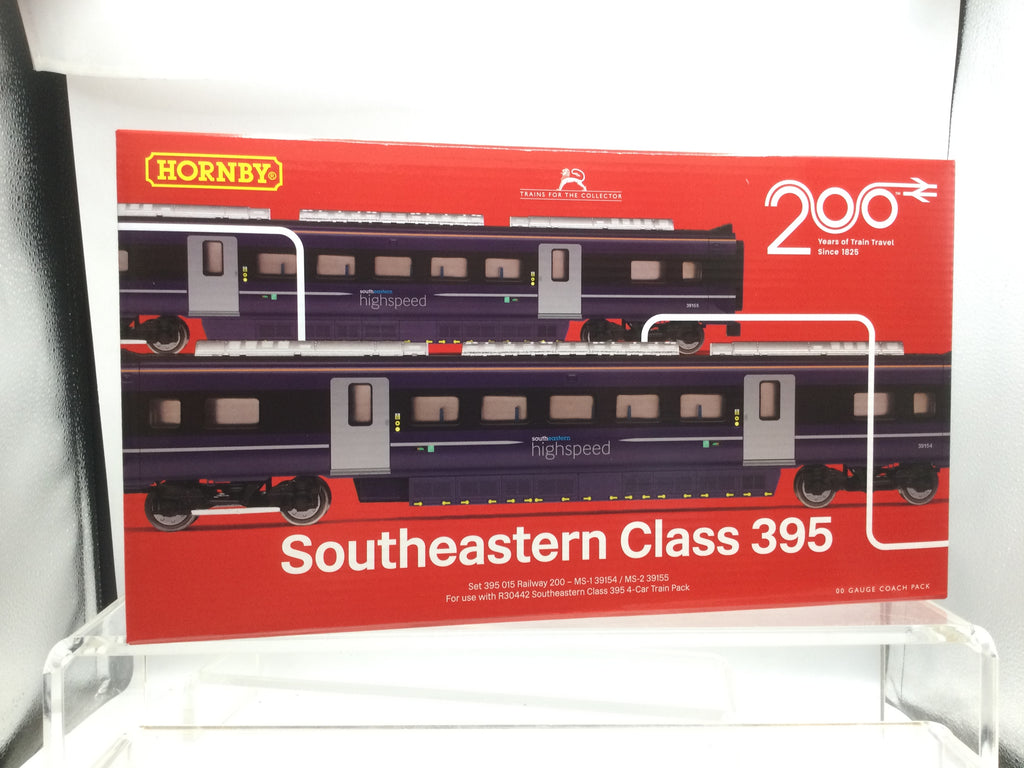 HORNBY®
TRAINS FOR THE COLLECTOR
200™
Years of Train Travel
Since 1825
southeastern
highspeed
39155
southeastern
highspeed
39154
Southeastern Class 395
Set 395 015 Railway 200 – MS-1 39154 / MS-2 39155
For use with R30442 Southeastern Class 395 4-Car Train Pack
00 GAUGE COACH PACK